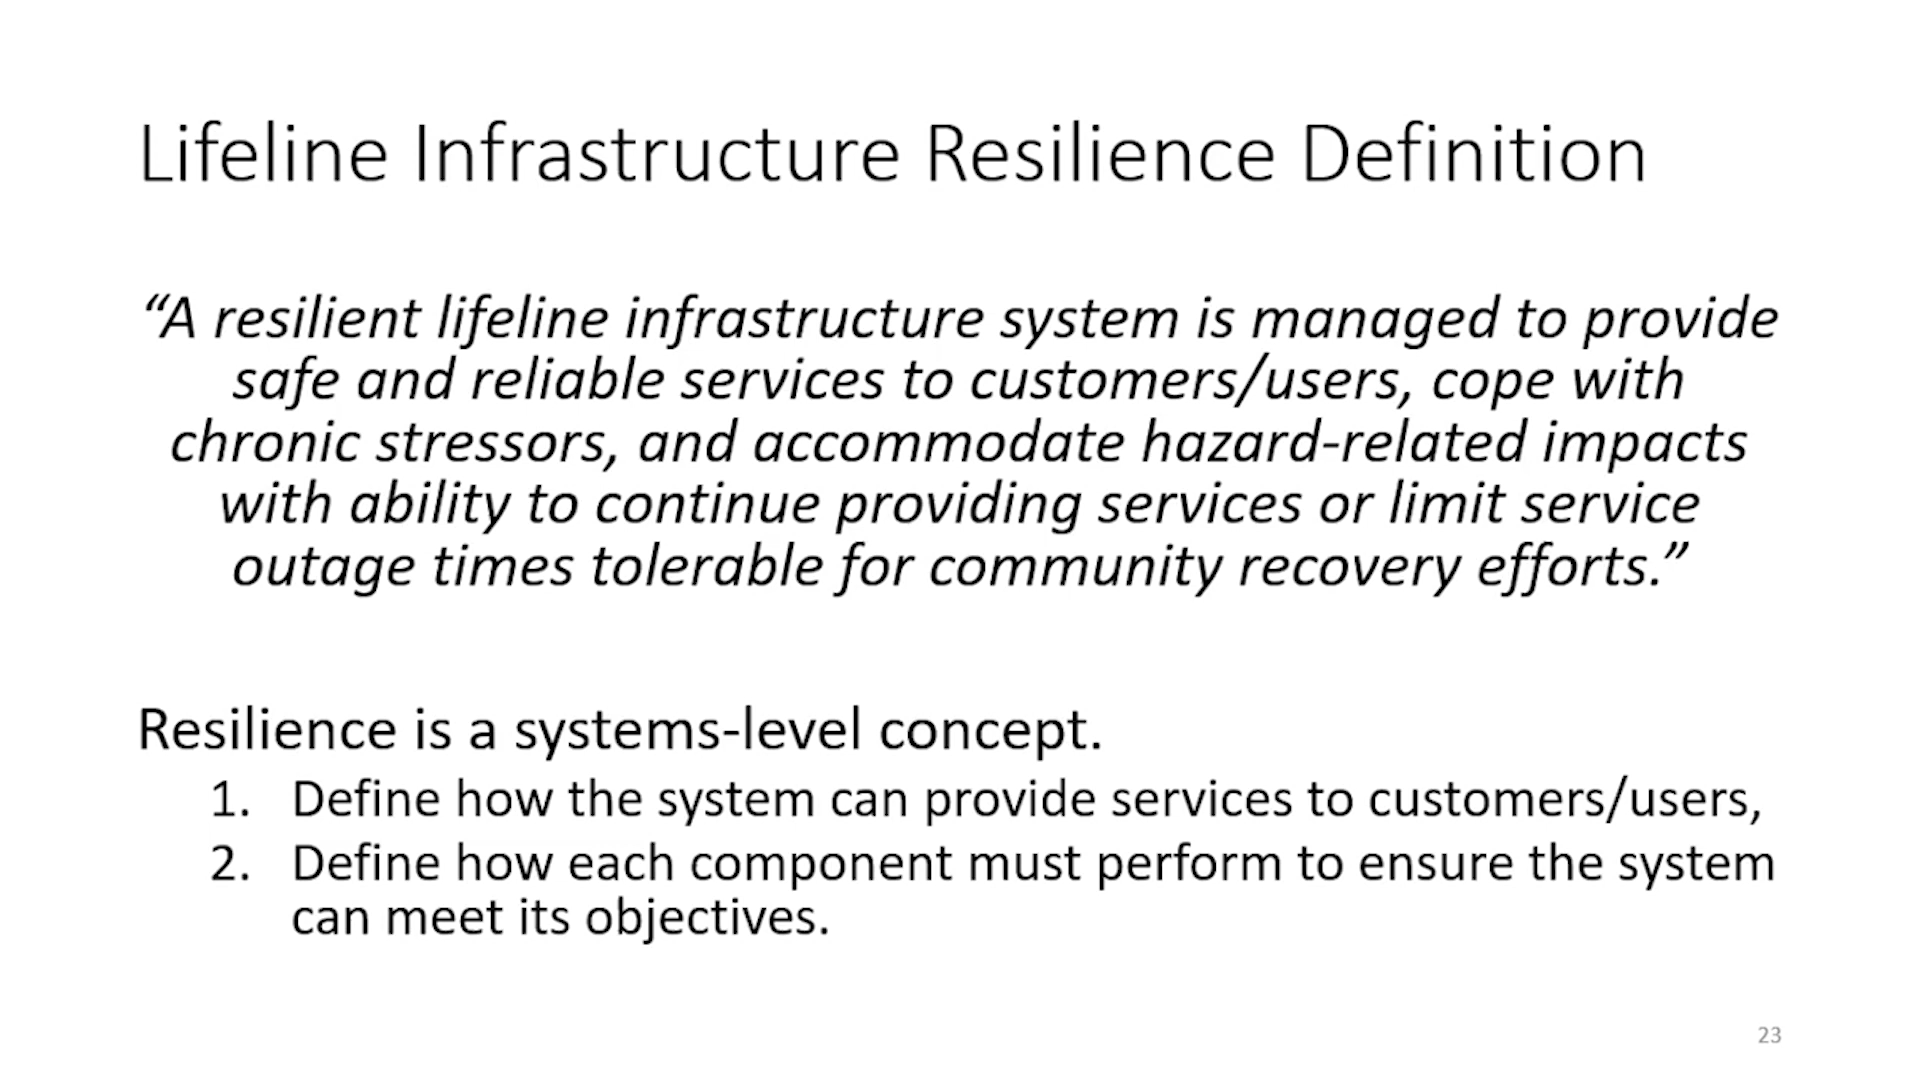 Lifeline Infrastructure Resilience Definition
“A resilient lifeline infrastructure system is managed to provide
safe and reliable services to customers/users, cope with
chronic stressors, and accommodate hazard-related impacts
with ability to continue providing services or limit service
outage times tolerable for community recovery efforts.”
Resilience is a systems-level concept.
1. Define how the system can provide services to customers/users,
2. Define how each component must perform to ensure the system
can meet its objectives.
23